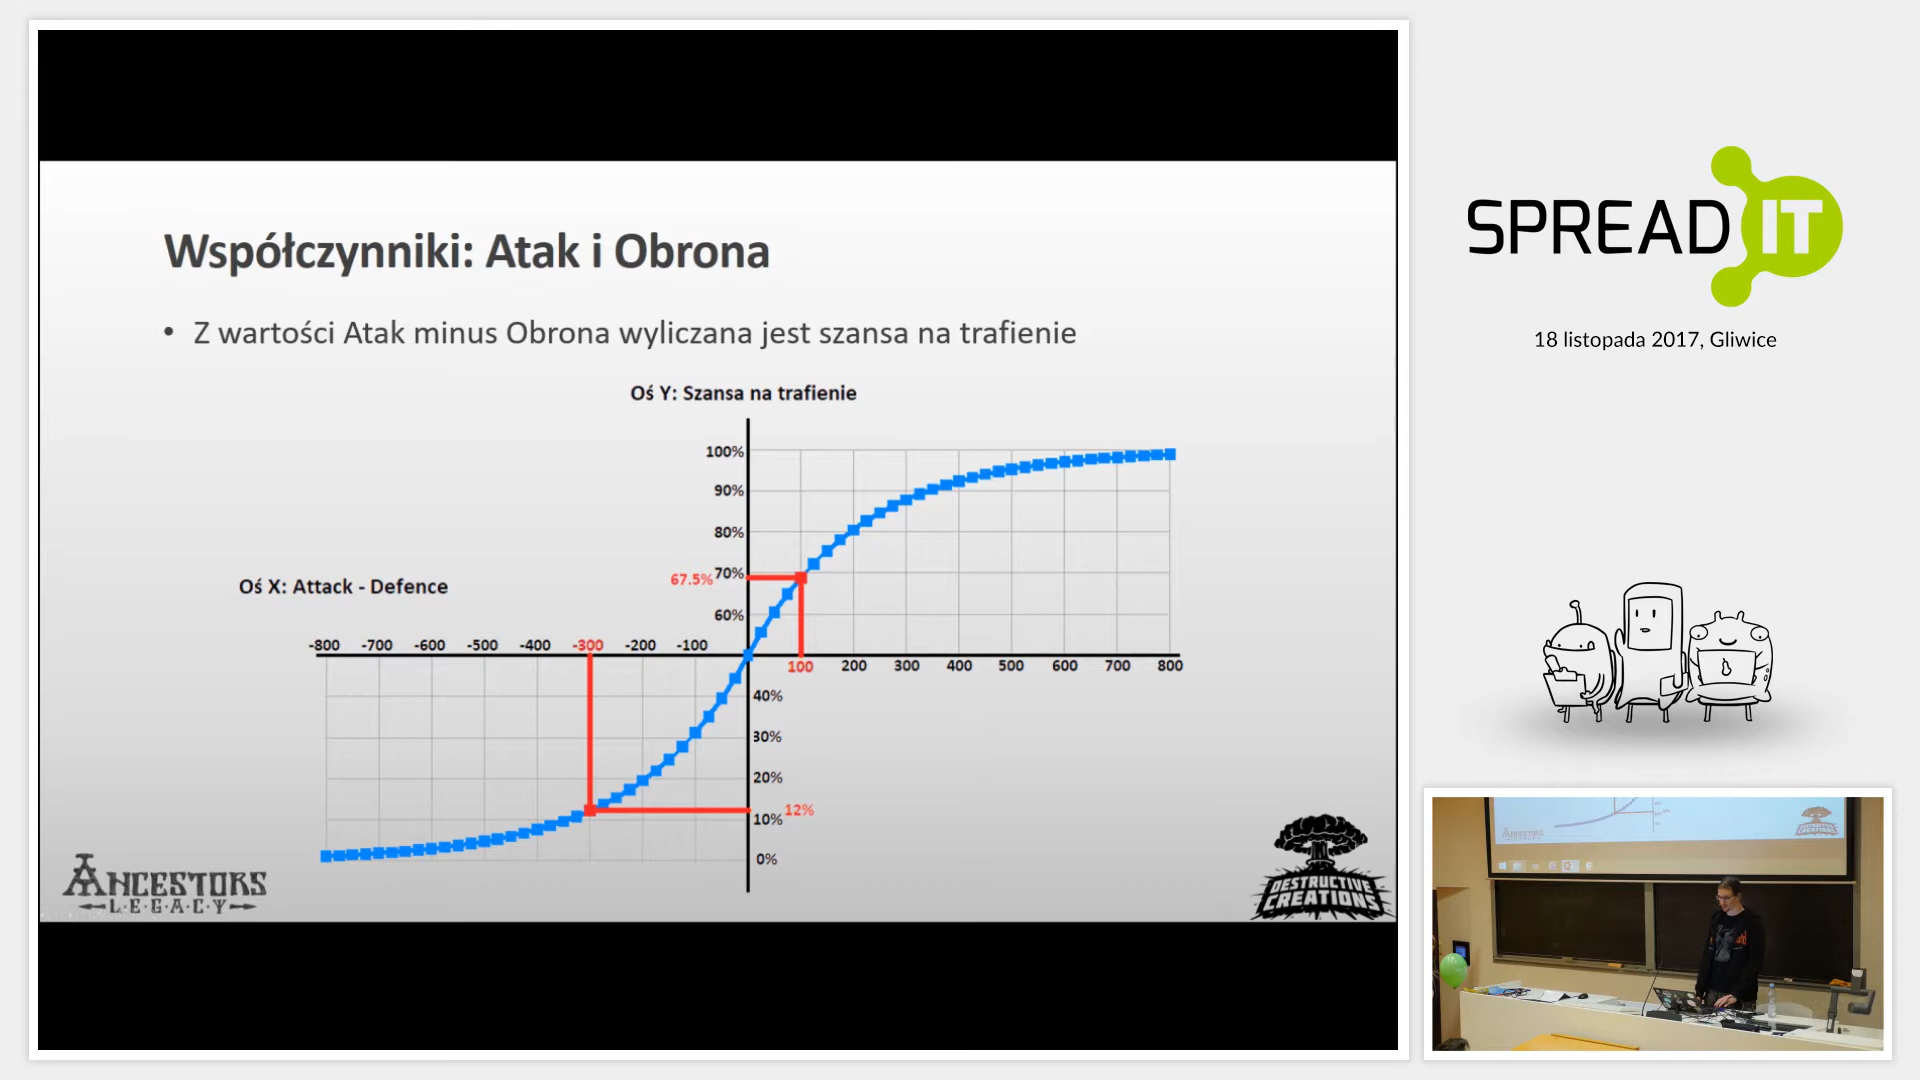 Współczynniki: Atak i Obrona
• Z wartości Atak minus Obrona wyliczana jest szansa na trafienie
Oś Y: Szansa na trafienie
100%
90%
80%
67.5% 70%
60%
Oś X: Attack - Defence
-800 -700 -600 -500 -400 -300 -200 -100
100 200 300 400 500 600 700 800
40%
30%
20%
10% 12%
0%
ANCESTORS
LEGACY
DESTRUCTIVE
CREATIONS
SPREAD IT
18 listopada 2017, Gliwice